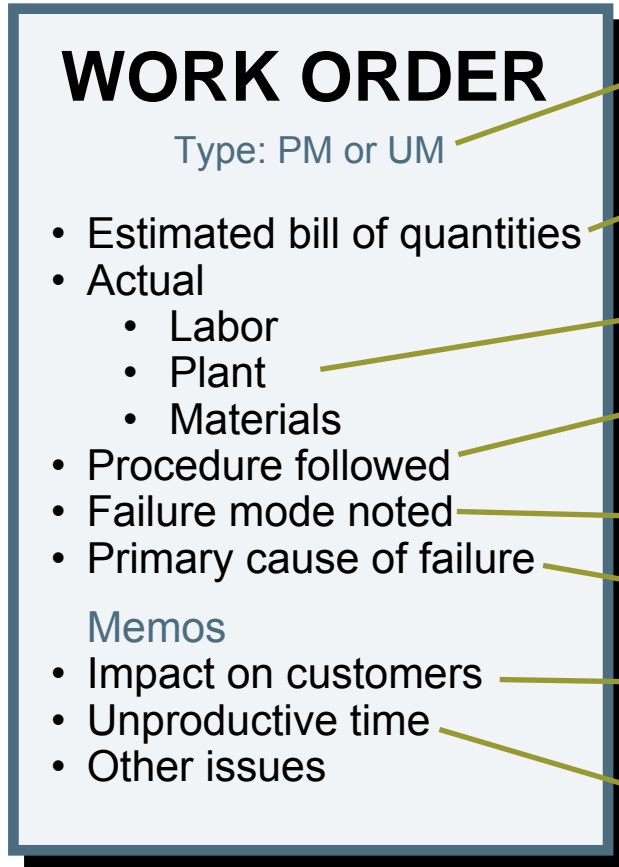 WORK ORDER
Type: PM or UM
• Estimated bill of quantities
• Actual
• Labor
• Plant
• Materials
• Procedure followed
• Failure mode noted
• Primary cause of failure
Memos
• Impact on customers
• Unproductive time
• Other issues